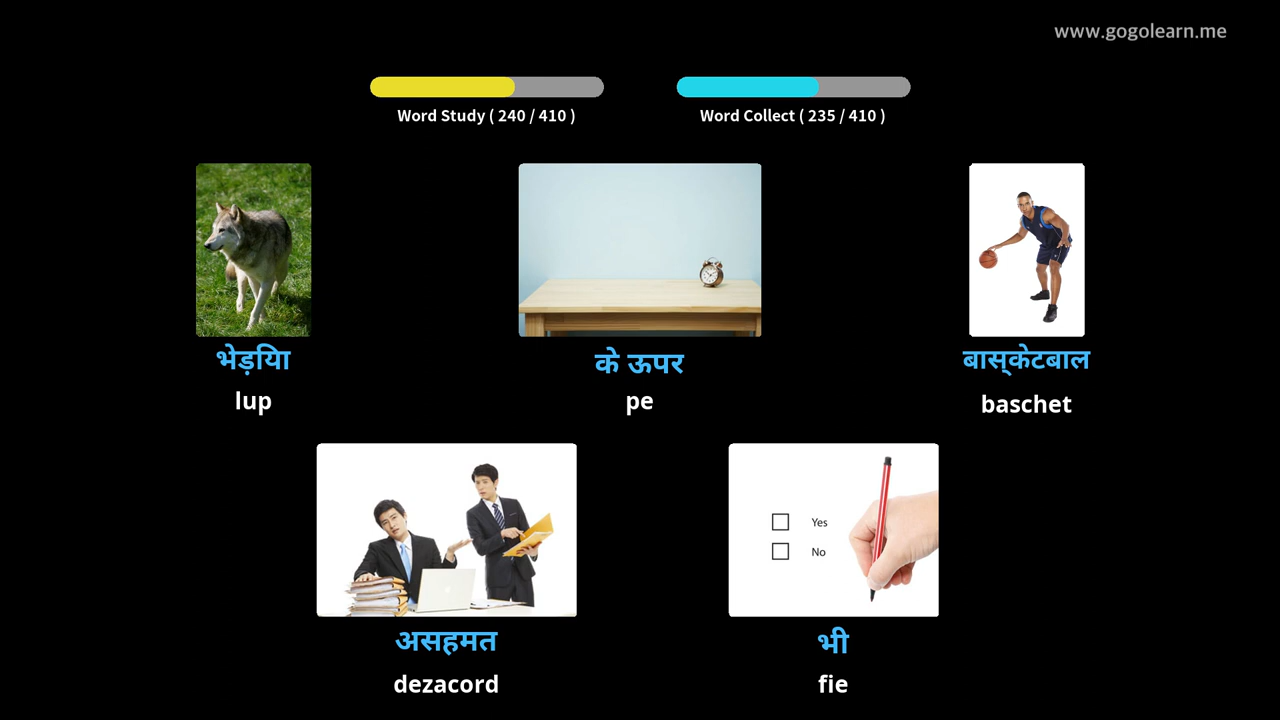 www.gogolearn.me
Word Study ( 240 / 410 )
Word Collect ( 235 / 410 )
भेड़िया
lup
के ऊपर
pe
बास्केटबाल
baschet
असहमत
dezacord
Yes
No
भी
fie